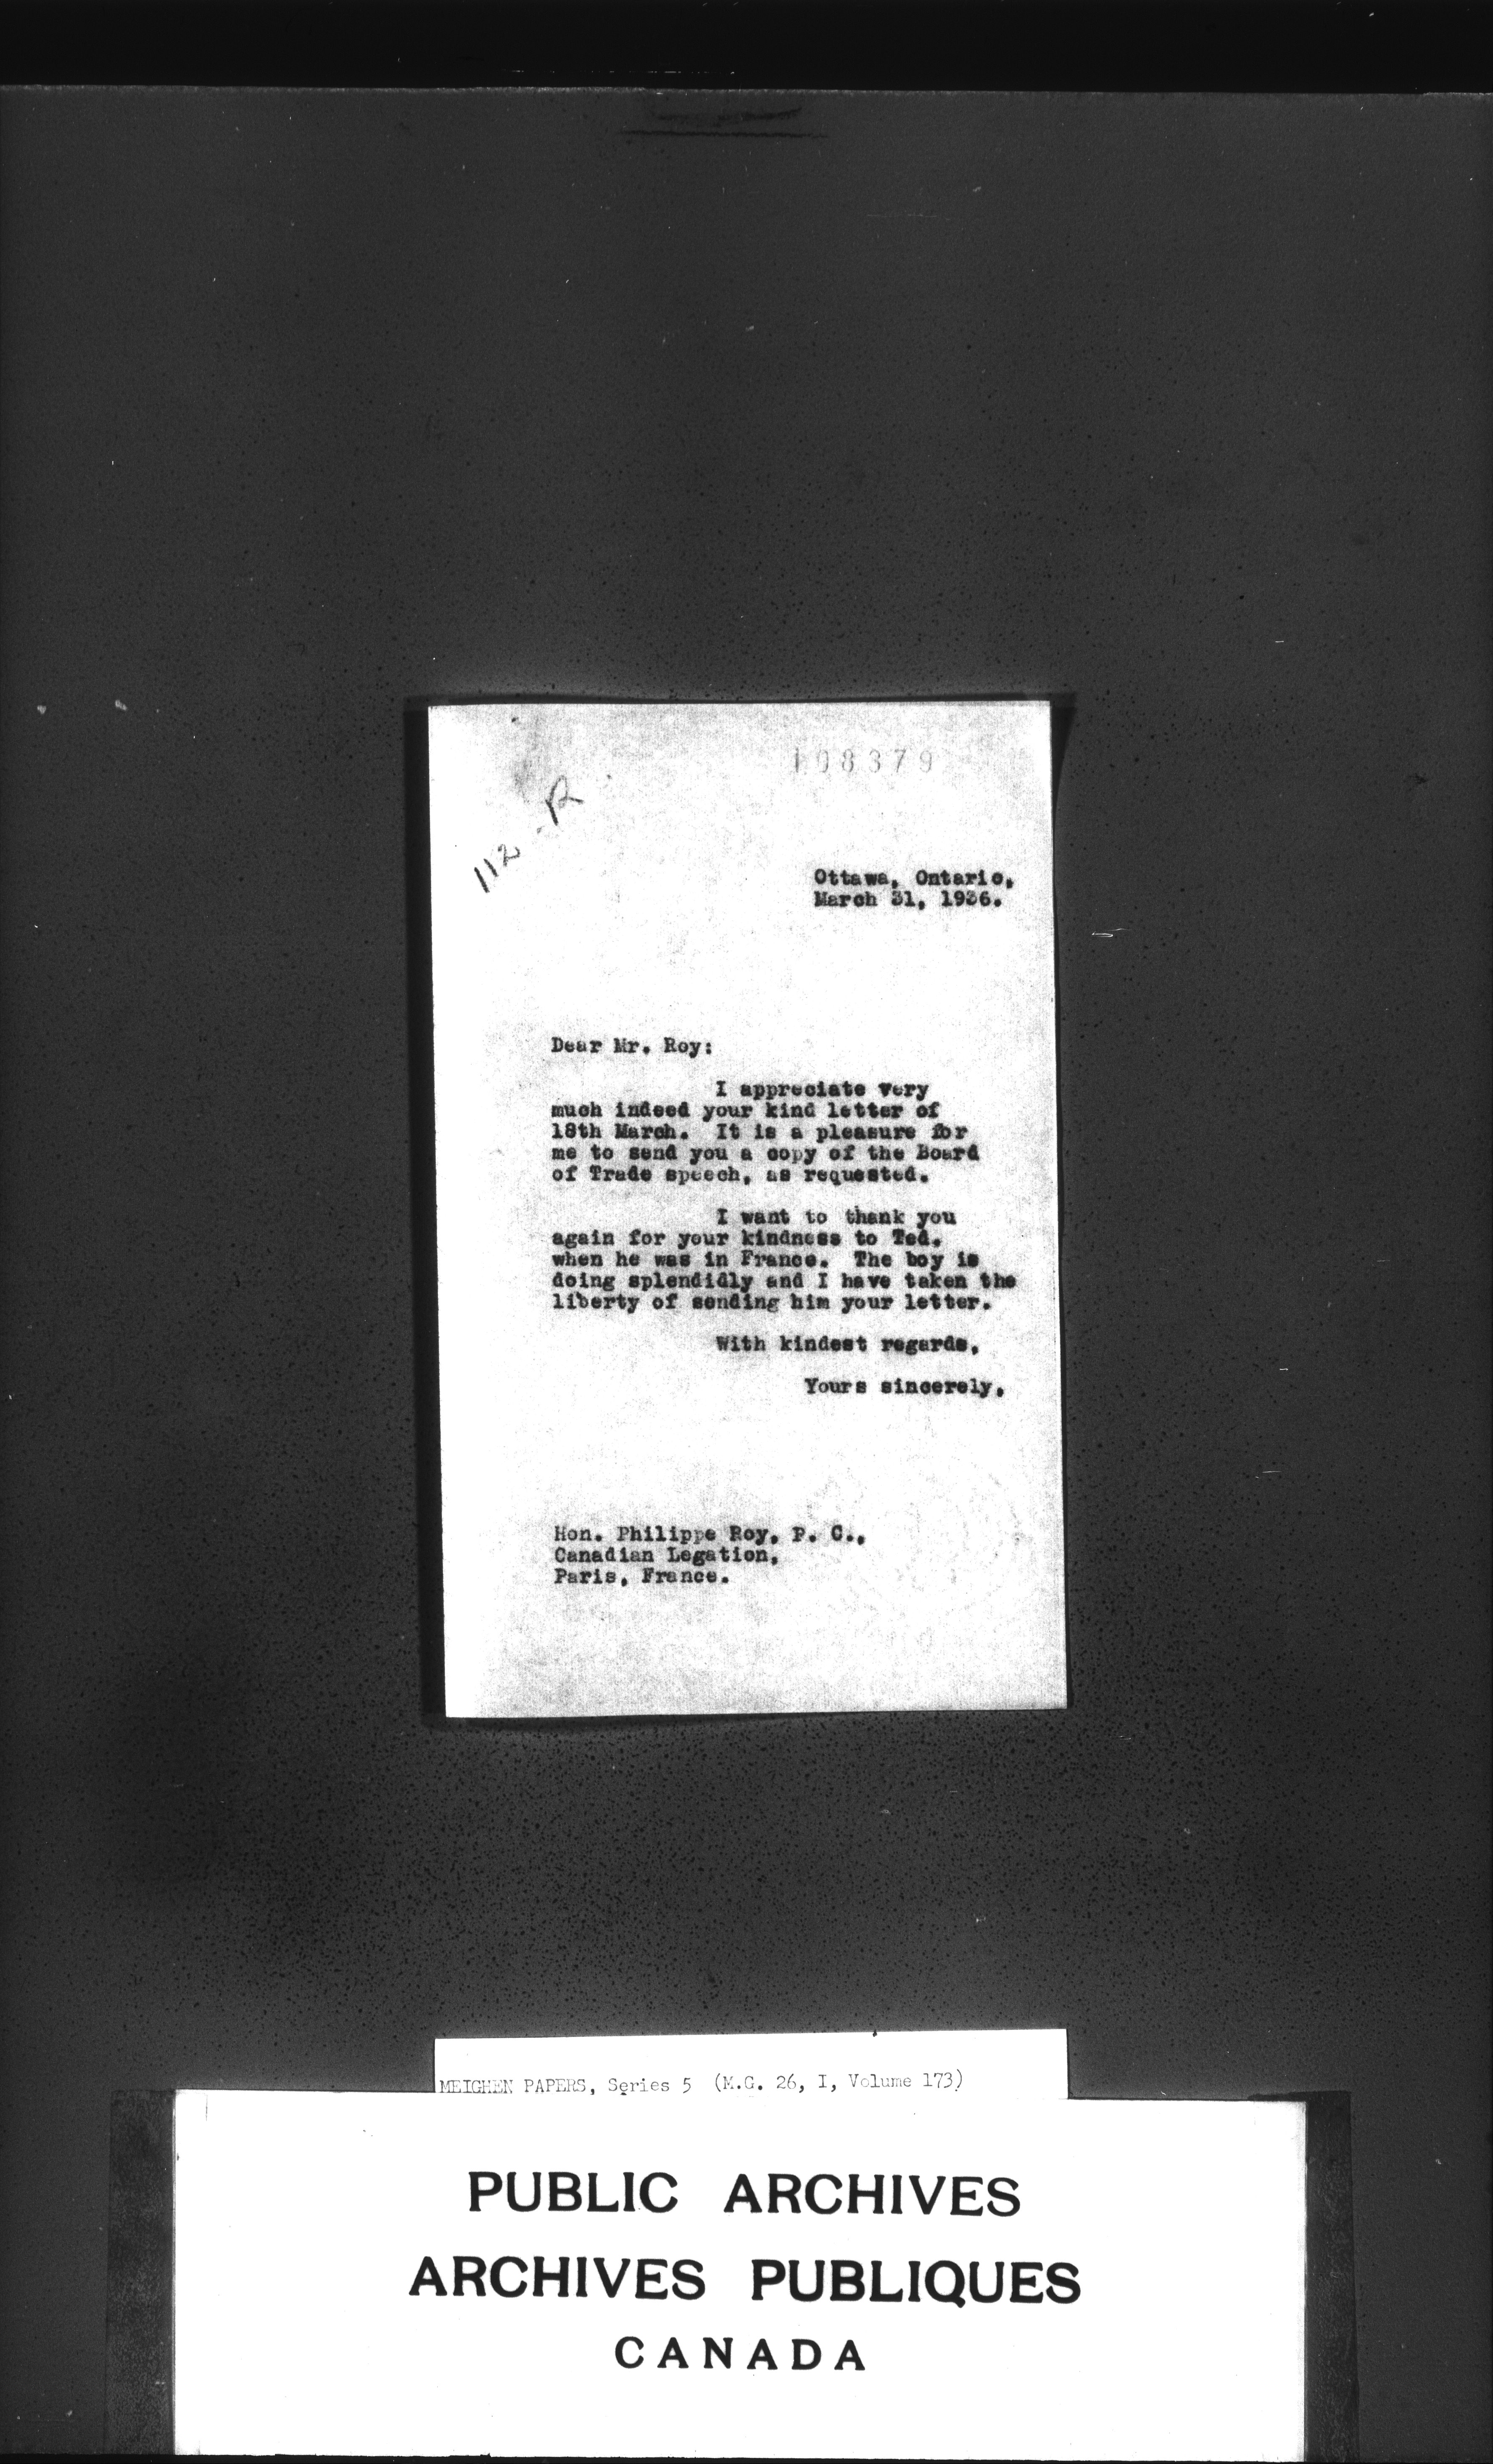 108379
112-R
Ottawa, Ontario,
March 31, 1936.
Dear Mr. Roy:
I appreciate very
much indeed your kind letter of
18th March. It is a pleasure for
me to send you a copy of the Board
of Trade speech, as requested.
I want to thank you
again for your kindness to Ted,
when he was in France. The boy is
doing splendidly and I have taken the
liberty of sending him your letter.
With kindest regards,
Yours sincerely,
Hon. Philippe Roy, P. C.,
Canadian Legation,
Paris, France.
MEIGHEN PAPERS, Series 5 (M.G. 26, I, Volume 173)
PUBLIC ARCHIVES
ARCHIVES PUBLIQUES
CANADA